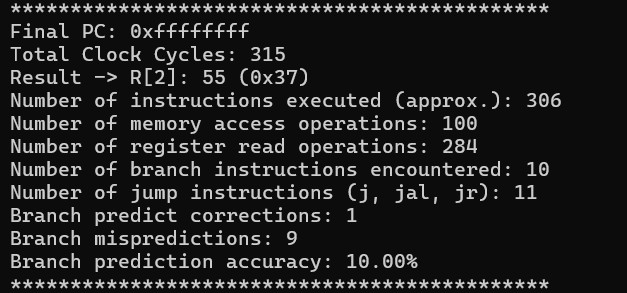 *********************************************
Final PC: 0xffffffff
Total Clock Cycles: 315
Result -> R[2]: 55 (0x37)
Number of instructions executed (approx.): 306
Number of memory access operations: 100
Number of register read operations: 284
Number of branch instructions encountered: 10
Number of jump instructions (j, jal, jr): 11
Branch predict corrections: 1
Branch mispredictions: 9
Branch prediction accuracy: 10.00%
*********************************************